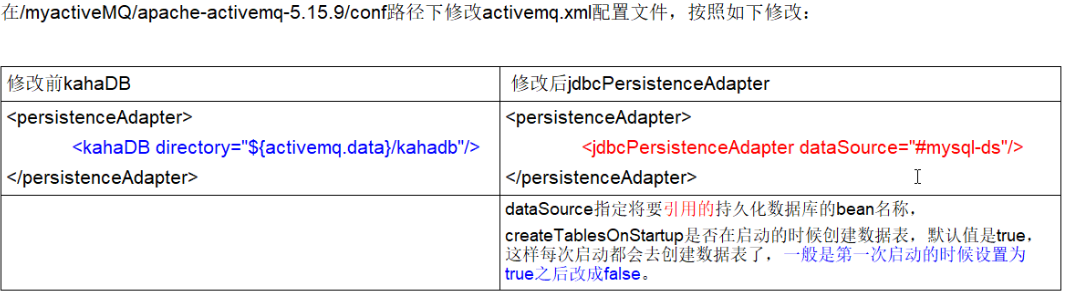 在/myactiveMQ/apache-activemq-5.15.9/conf路径下修改activemq.xml配置文件，按照如下修改：
修改前kahaDB
修改后jdbcPersistenceAdapter
<persistenceAdapter>
<kahaDB directory="${activemq.data}/kahadb"/>
</persistenceAdapter>
<persistenceAdapter>
<jdbcPersistenceAdapter dataSource="#mysql-ds"/>
</persistenceAdapter>
dataSource指定将要引用的持久化数据库的bean名称，
createTablesOnStartup是否在启动的时候创建数据表，默认值是true，
这样每次启动都会去创建数据表了，一般是第一次启动的时候设置为
true之后改成false。